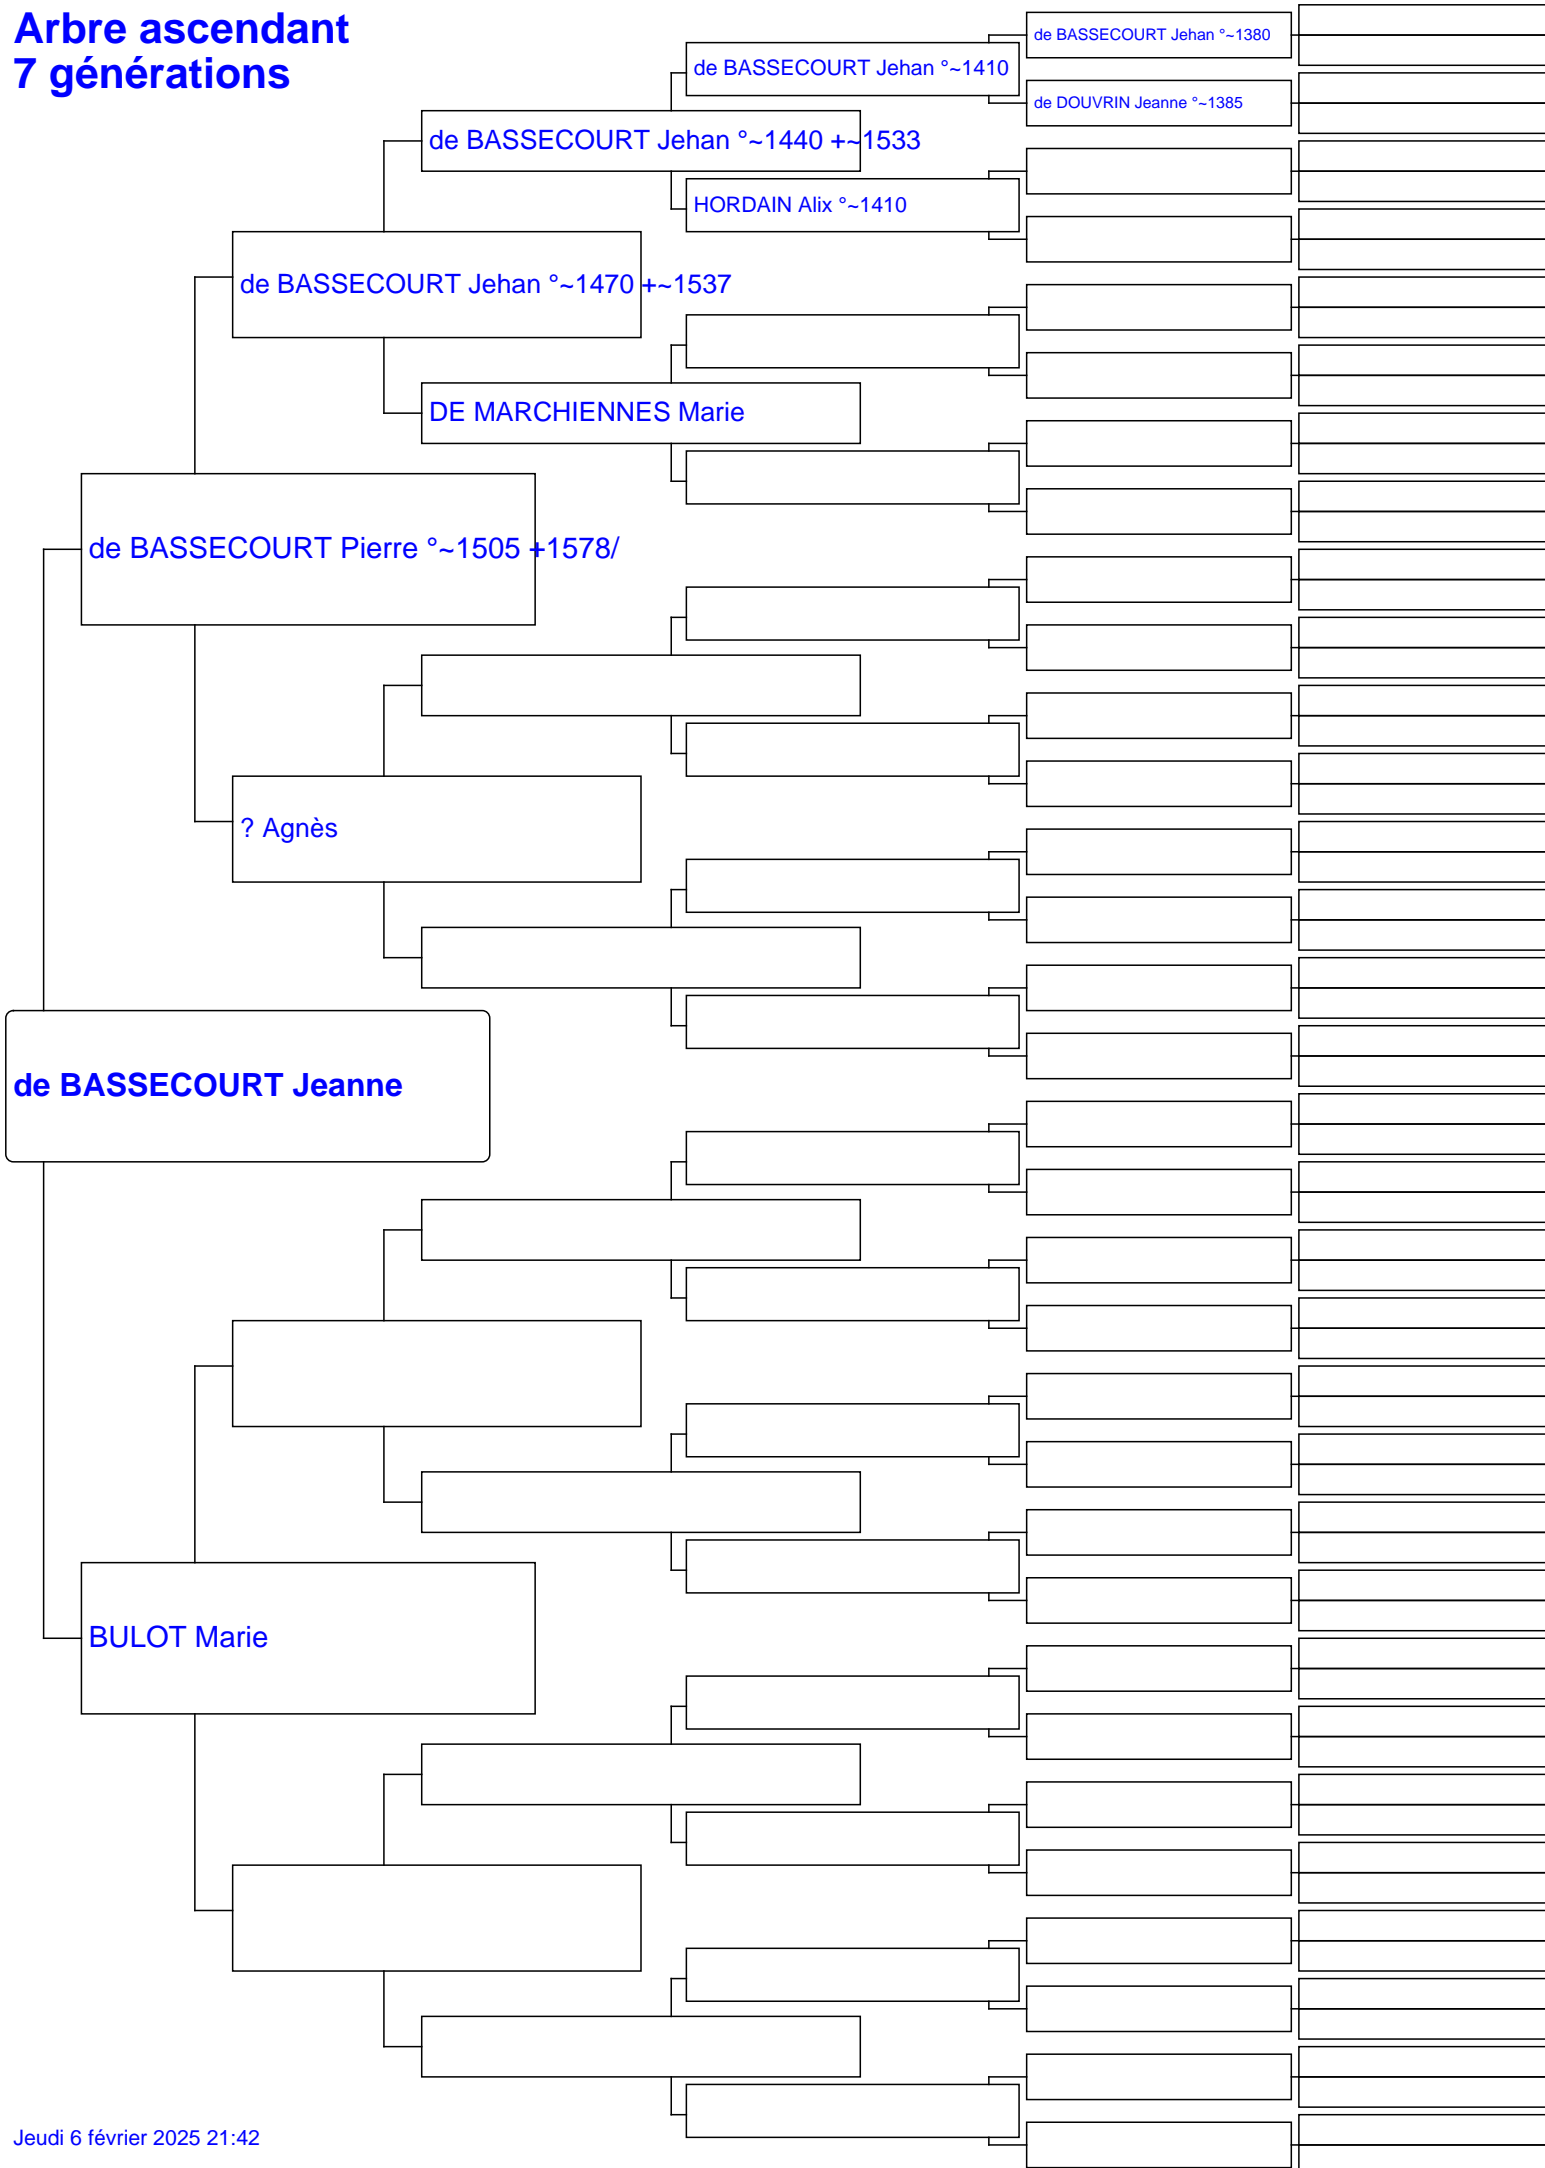 Arbre ascendant
7 générations
de BASSECOURT Jehan °~1380
de BASSECOURT Jehan °~1410
de DOUVRIN Jeanne °~1385
de BASSECOURT Jehan °~1440 +~1533
HORDAIN Alix °~1410
de BASSECOURT Jehan °~1470 +~1537
DE MARCHIENNES Marie
de BASSECOURT Pierre °~1505 +1578/
? Agnès
de BASSECOURT Jeanne
BULOT Marie
Jeudi 6 février 2025 21:42